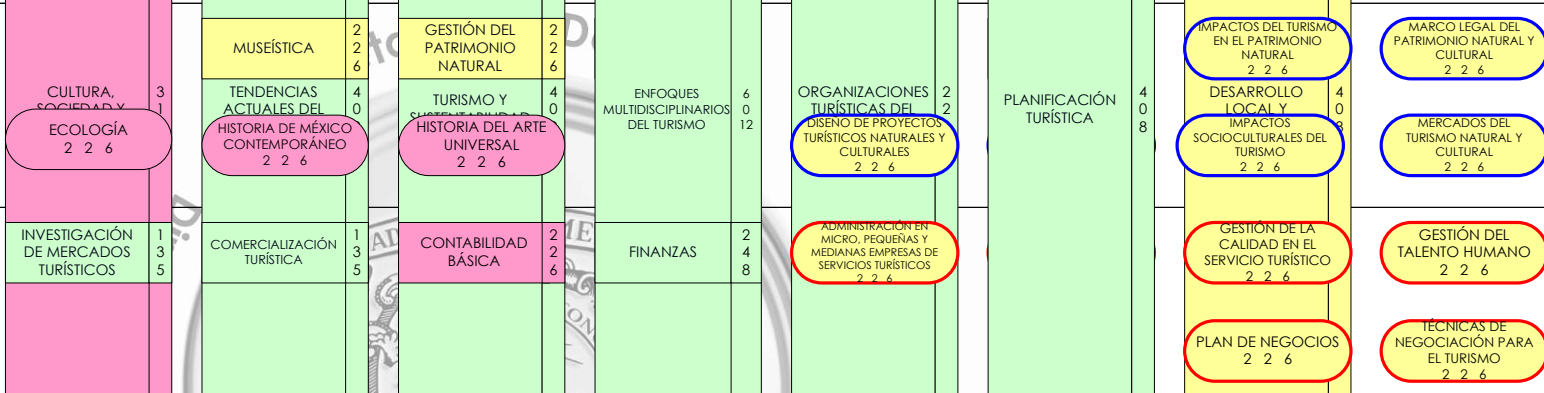 MUSEÍSTICA
2
2
6
GESTIÓN DEL
PATRIMONIO
NATURAL
2
2
6
IMPACTOS DEL TURISMO
EN EL PATRIMONIO
NATURAL
2 2 6
MARCO LEGAL DEL
PATRIMONIO NATURAL Y
CULTURAL
2 2 6
CULTURA,
SOCIEDAD Y
3
1
TENDENCIAS
ACTUALES DEL
4
0
TURISMO Y
SUSTENTABILIDAD
4
0
ENFOQUES
MULTIDISCIPLINARIOS
DEL TURISMO
6
0
12
ORGANIZACIONES
TURÍSTICAS DEL
2
2
PLANIFICACIÓN
TURÍSTICA
4
0
8
DESARROLLO
LOCAL Y
4
0
8
ECOLOGÍA
2 2 6
HISTORIA DE MÉXICO
CONTEMPORÁNEO
2 2 6
HISTORIA DEL ARTE
UNIVERSAL
2 2 6
DISEÑO DE PROYECTOS
TURÍSTICOS NATURALES Y
CULTURALES
2 2 6
IMPACTOS
SOCIOCULTURALES DEL
TURISMO
2 2 6
MERCADOS DEL
TURISMO NATURAL Y
CULTURAL
2 2 6
INVESTIGACIÓN
DE MERCADOS
TURÍSTICOS
1
3
5
COMERCIALIZACIÓN
TURÍSTICA
1
3
5
CONTABILIDAD
BÁSICA
2
2
6
FINANZAS
2
4
8
ADMINISTRACIÓN EN
MICRO, PEQUEÑAS Y
MEDIANAS EMPRESAS DE
SERVICIOS TURÍSTICOS
2 2 6
GESTIÓN DE LA
CALIDAD EN EL
SERVICIO TURÍSTICO
2 2 6
GESTIÓN DEL
TALENTO HUMANO
2 2 6
PLAN DE NEGOCIOS
2 2 6
TÉCNICAS DE
NEGOCIACIÓN PARA
EL TURISMO
2 2 6